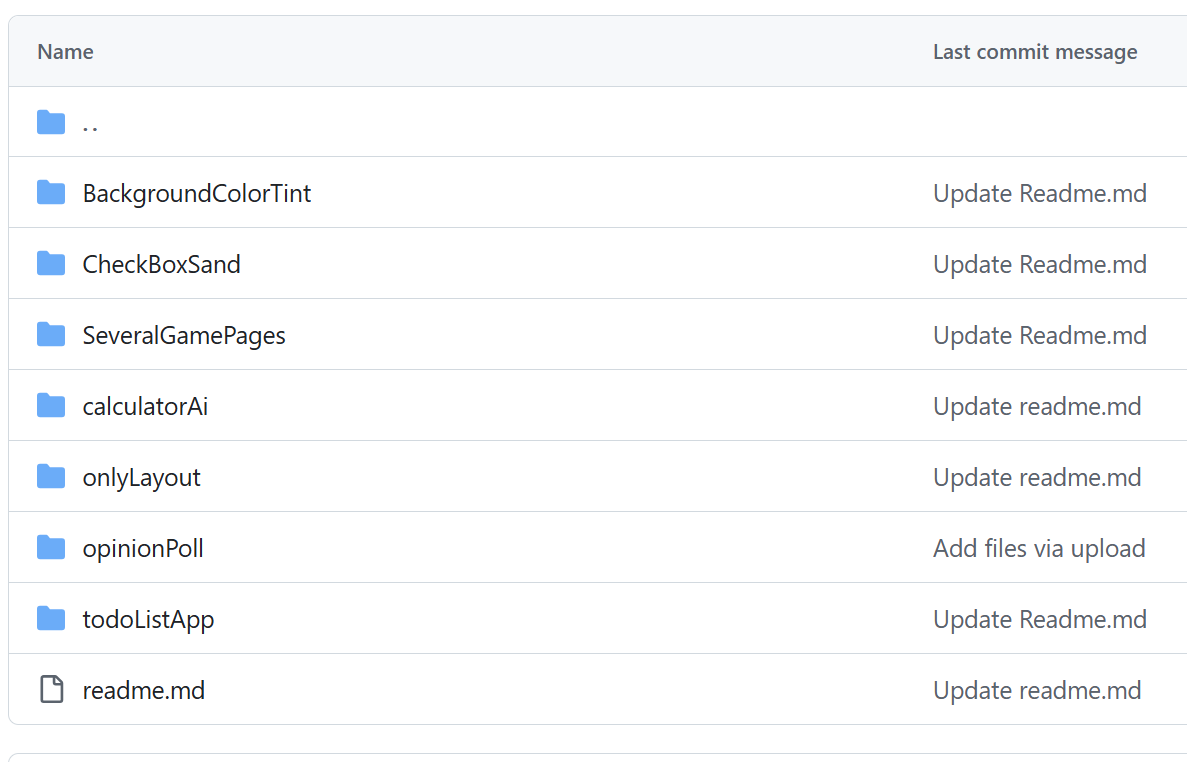 Name Last commit message
..
BackgroundColorTint Update Readme.md
CheckBoxSand Update Readme.md
SeveralGamePages Update Readme.md
calculatorAi Update readme.md
onlyLayout Update readme.md
opinionPoll Add files via upload
todoListApp Update Readme.md
readme.md Update readme.md